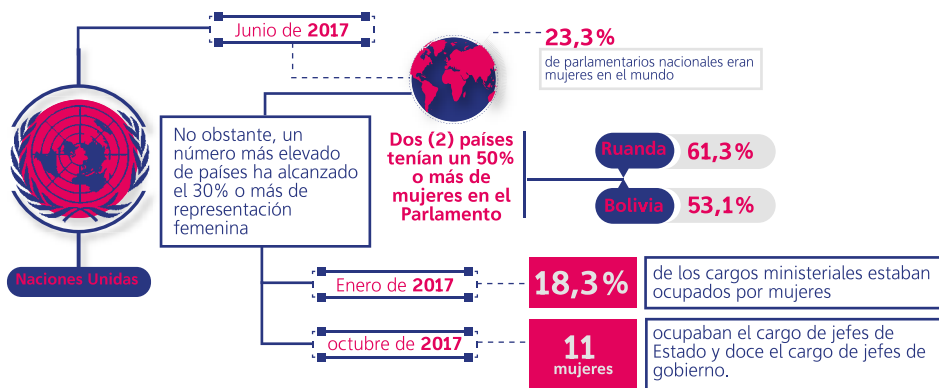 Junio de 2017
23,3%
de parlamentarios nacionales eran
mujeres en el mundo
No obstante, un
número más elevado
de países ha alcanzado
el 30% o más de
representación
femenina
Dos (2) países
tenían un 50%
o más de
mujeres en el
Parlamento
Ruanda 61,3%
Bolivia 53,1%
Naciones Unidas
Enero de 2017
18,3%
de los cargos ministeriales estaban
ocupados por mujeres
octubre de 2017
11
mujeres
ocupaban el cargo de jefes de
Estado y doce el cargo de jefes de
gobierno.